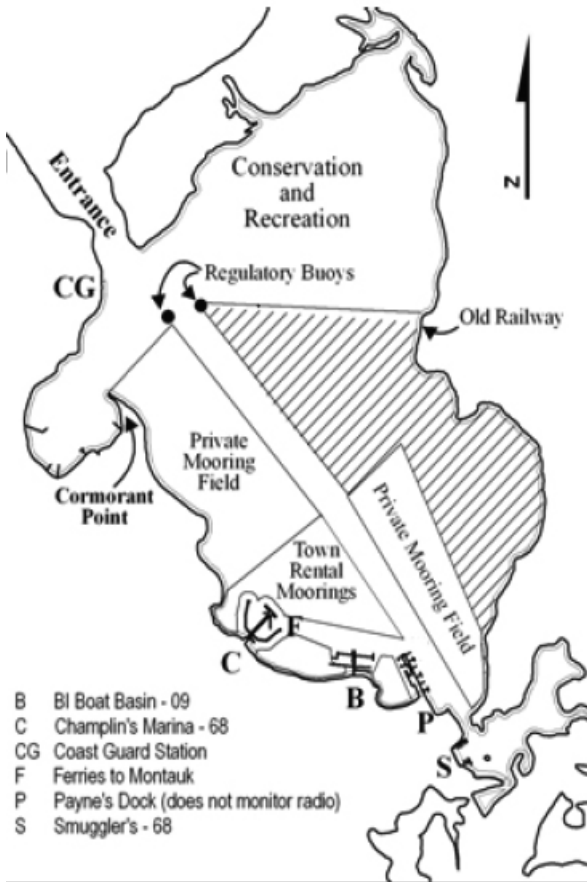 Conservation
and
Recreation
N
Entrance
Regulatory Buoys
CG
Old Railway
Private
Mooring
Field
Cormorant
Point
Private Mooring Field
Town
Rental
Moorings
F
C
B
P
S
B BI Boat Basin - 09
C Champlin's Marina - 68
CG Coast Guard Station
F Ferries to Montauk
P Payne's Dock (does not monitor radio)
S Smuggler's - 68